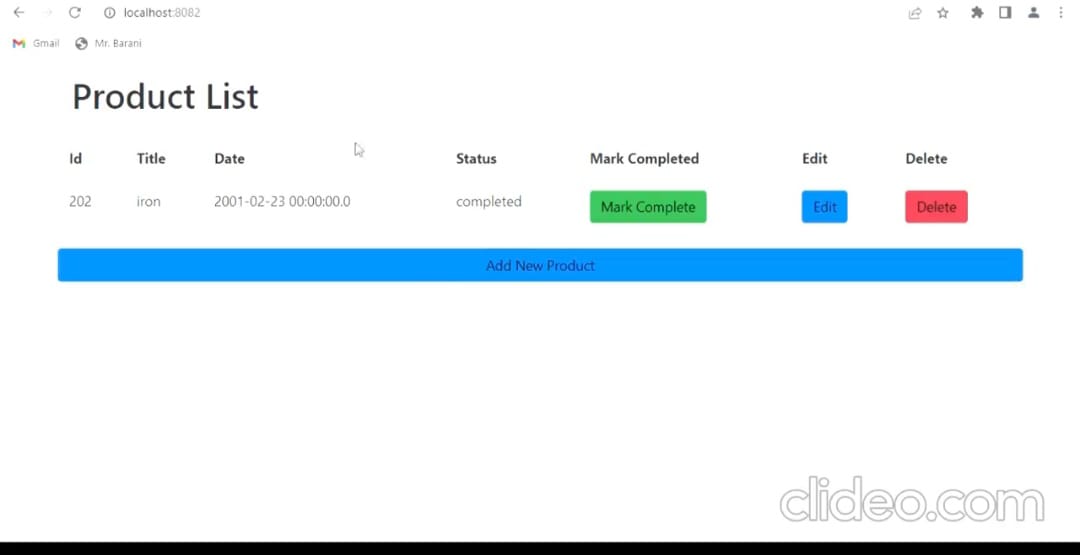 localhost:8082
Gmail Mr. Barani
Product List
Id Title Date Status Mark Completed Edit Delete
202 iron 2001-02-23 00:00:00.0 completed Mark Complete Edit Delete
Add New Product
clideo.com